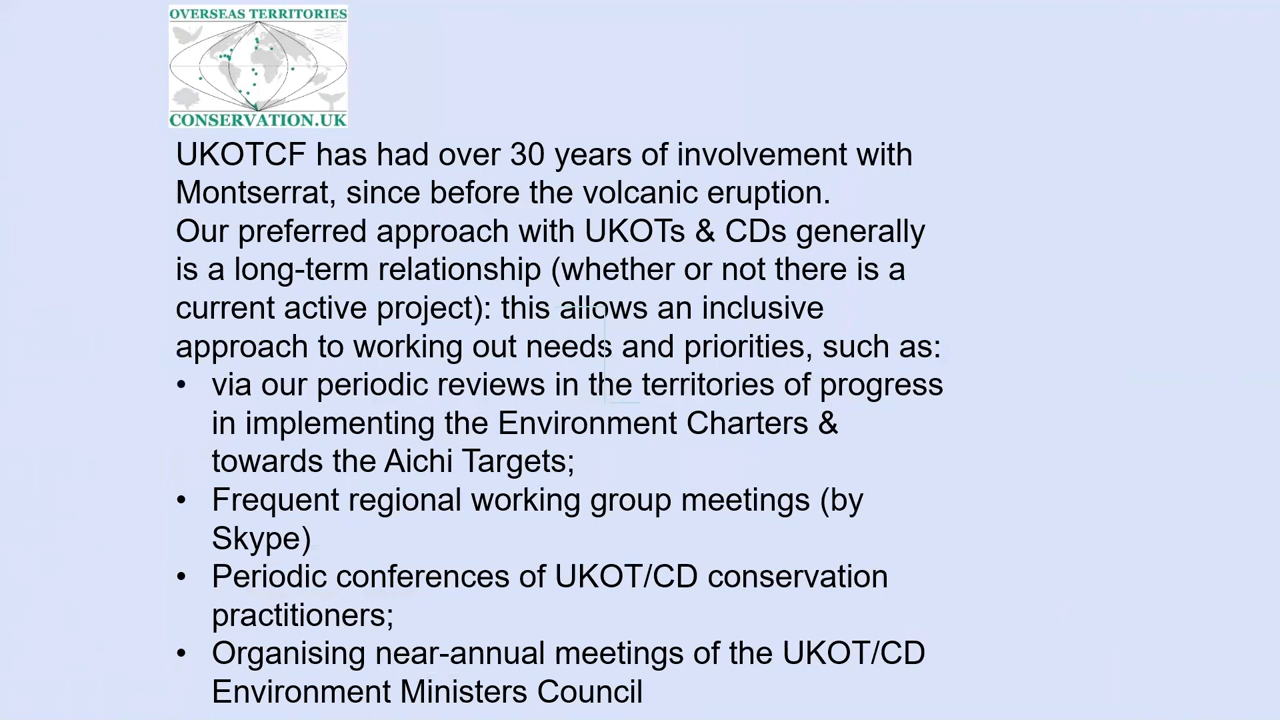 OVERSEAS TERRITORIES
CONSERVATION.UK
UKOTCF has had over 30 years of involvement with
Montserrat, since before the volcanic eruption.
Our preferred approach with UKOTs & CDs generally
is a long-term relationship (whether or not there is a
current active project): this allows an inclusive
approach to working out needs and priorities, such as:
• via our periodic reviews in the territories of progress
in implementing the Environment Charters &
towards the Aichi Targets;
• Frequent regional working group meetings (by
Skype)
• Periodic conferences of UKOT/CD conservation
practitioners;
• Organising near-annual meetings of the UKOT/CD
Environment Ministers Council